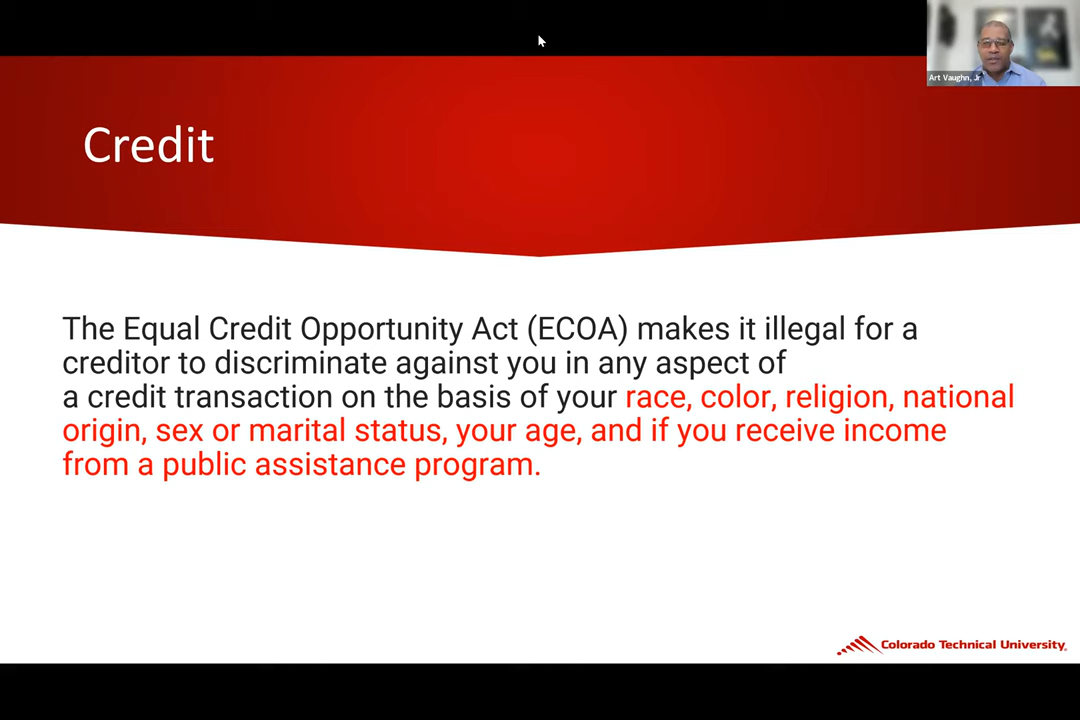 Art Vaughn, Jr
Credit
The Equal Credit Opportunity Act (ECOA) makes it illegal for a
creditor to discriminate against you in any aspect of
a credit transaction on the basis of your race, color, religion, national
origin, sex or marital status, your age, and if you receive income
from a public assistance program.
Colorado Technical University